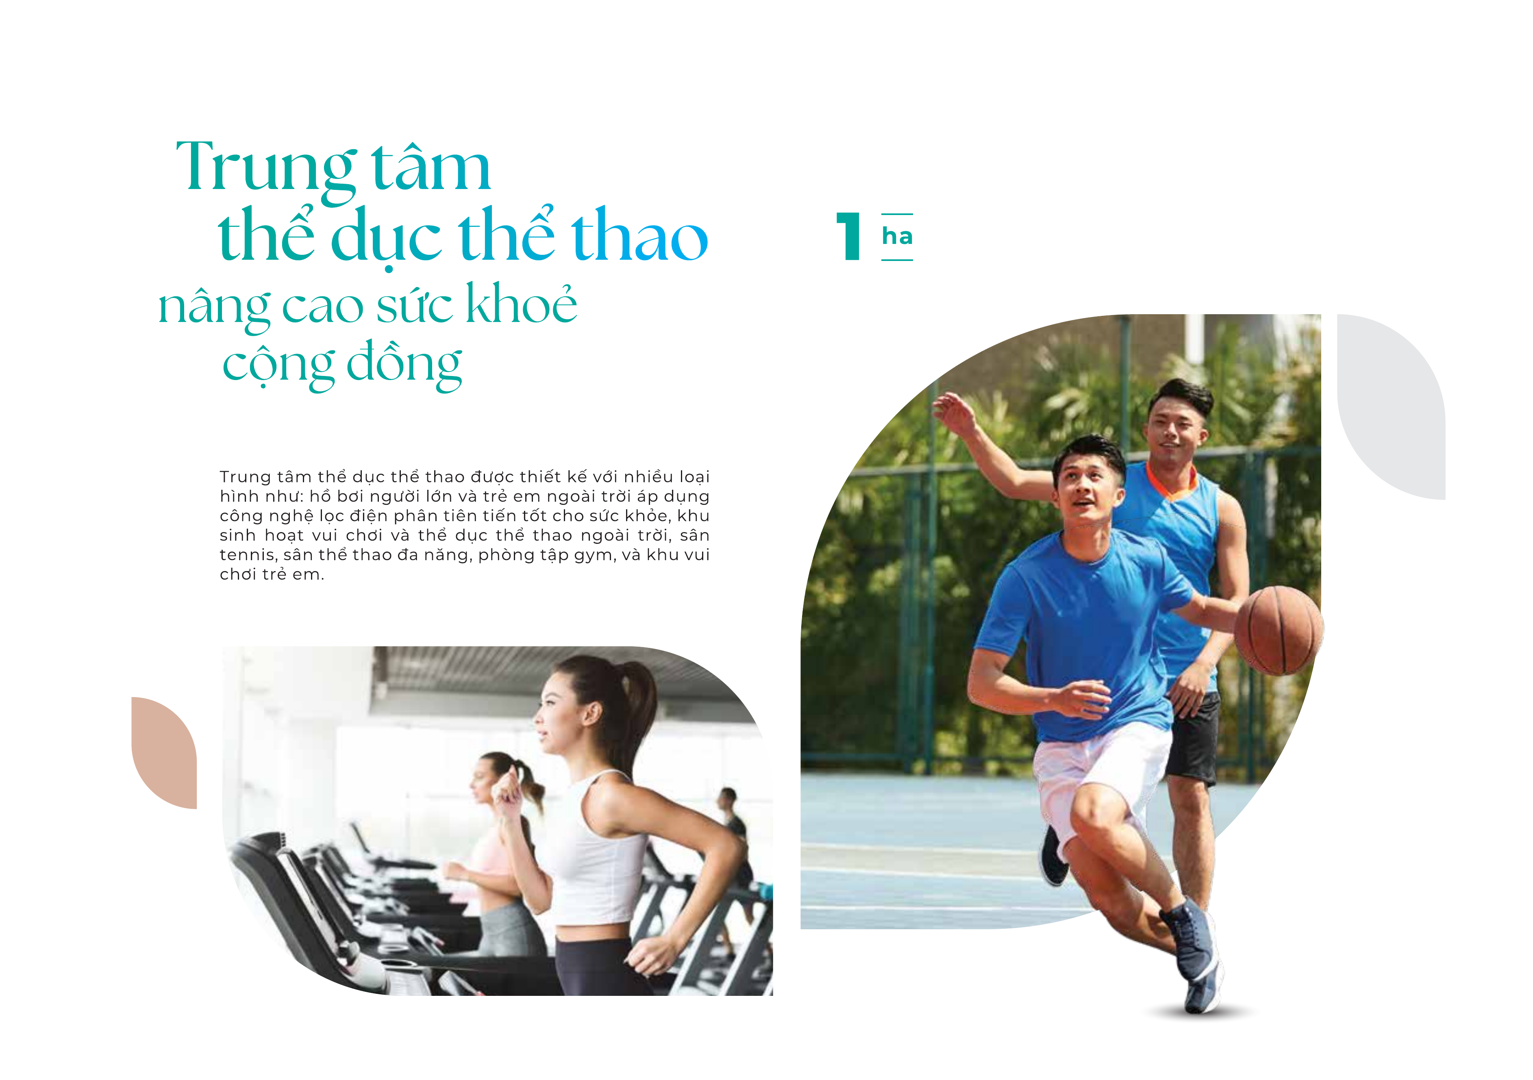 Trung tâm
thể dục thể thao
nâng cao sức khoẻ
cộng đồng
1 ha
Trung tâm thể dục thể thao được thiết kế với nhiều loại
hình như: hồ bơi người lớn và trẻ em ngoài trời áp dụng
công nghệ lọc điện phân tiên tiến tốt cho sức khỏe, khu
sinh hoạt vui chơi và thể dục thể thao ngoài trời, sân
tennis, sân thể thao đa năng, phòng tập gym, và khu vui
chơi trẻ em.